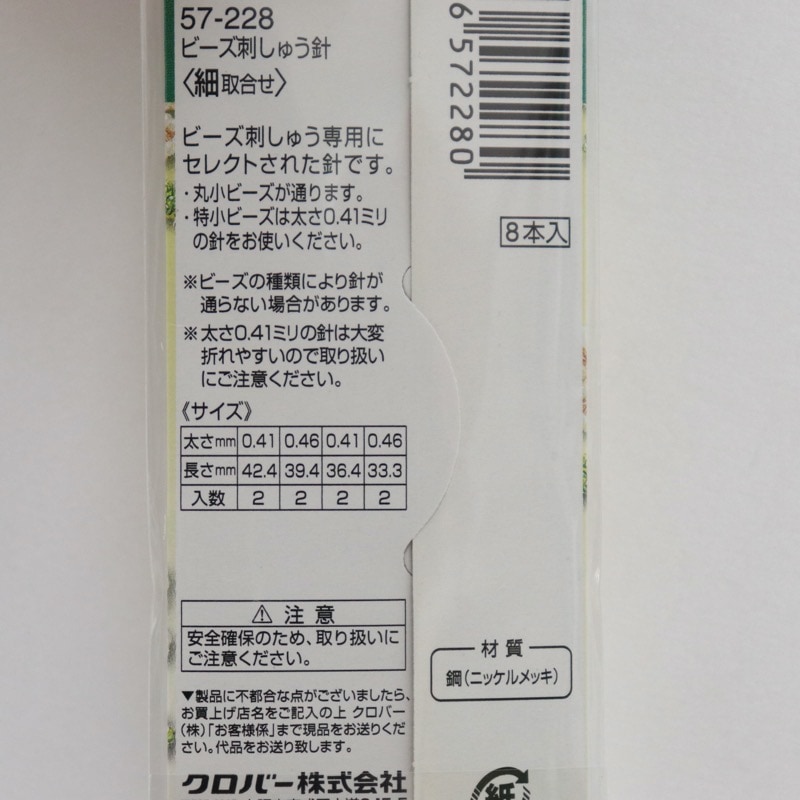 57-228
ビーズ刺しゅう針
〈細取合せ〉
ビーズ刺しゅう専用に
セレクトされた針です。
・丸小ビーズが通ります。
・特小ビーズは太さ0.41ミリ
の針をお使いください。
※ビーズの種類により針が
通らない場合があります。
※太さ0.41ミリの針は大変
折れやすいので取り扱い
にご注意ください。
《サイズ》
太さmm 0.41 0.46 0.41 0.46
長さmm 42.4 39.4 36.4 33.3
入数 2 2 2 2
⚠ 注意
安全確保のため、取り扱いに
ご注意ください。
▼製品に不都合な点がございましたら、
お買上げ店名をご記入の上 クロバー
(株)「お客様係」まで現品をお送りくだ
さい。代品をお送り致します。
クロバー株式会社
6 572280
8本入
材質
鋼(ニッケルメッキ)
紙